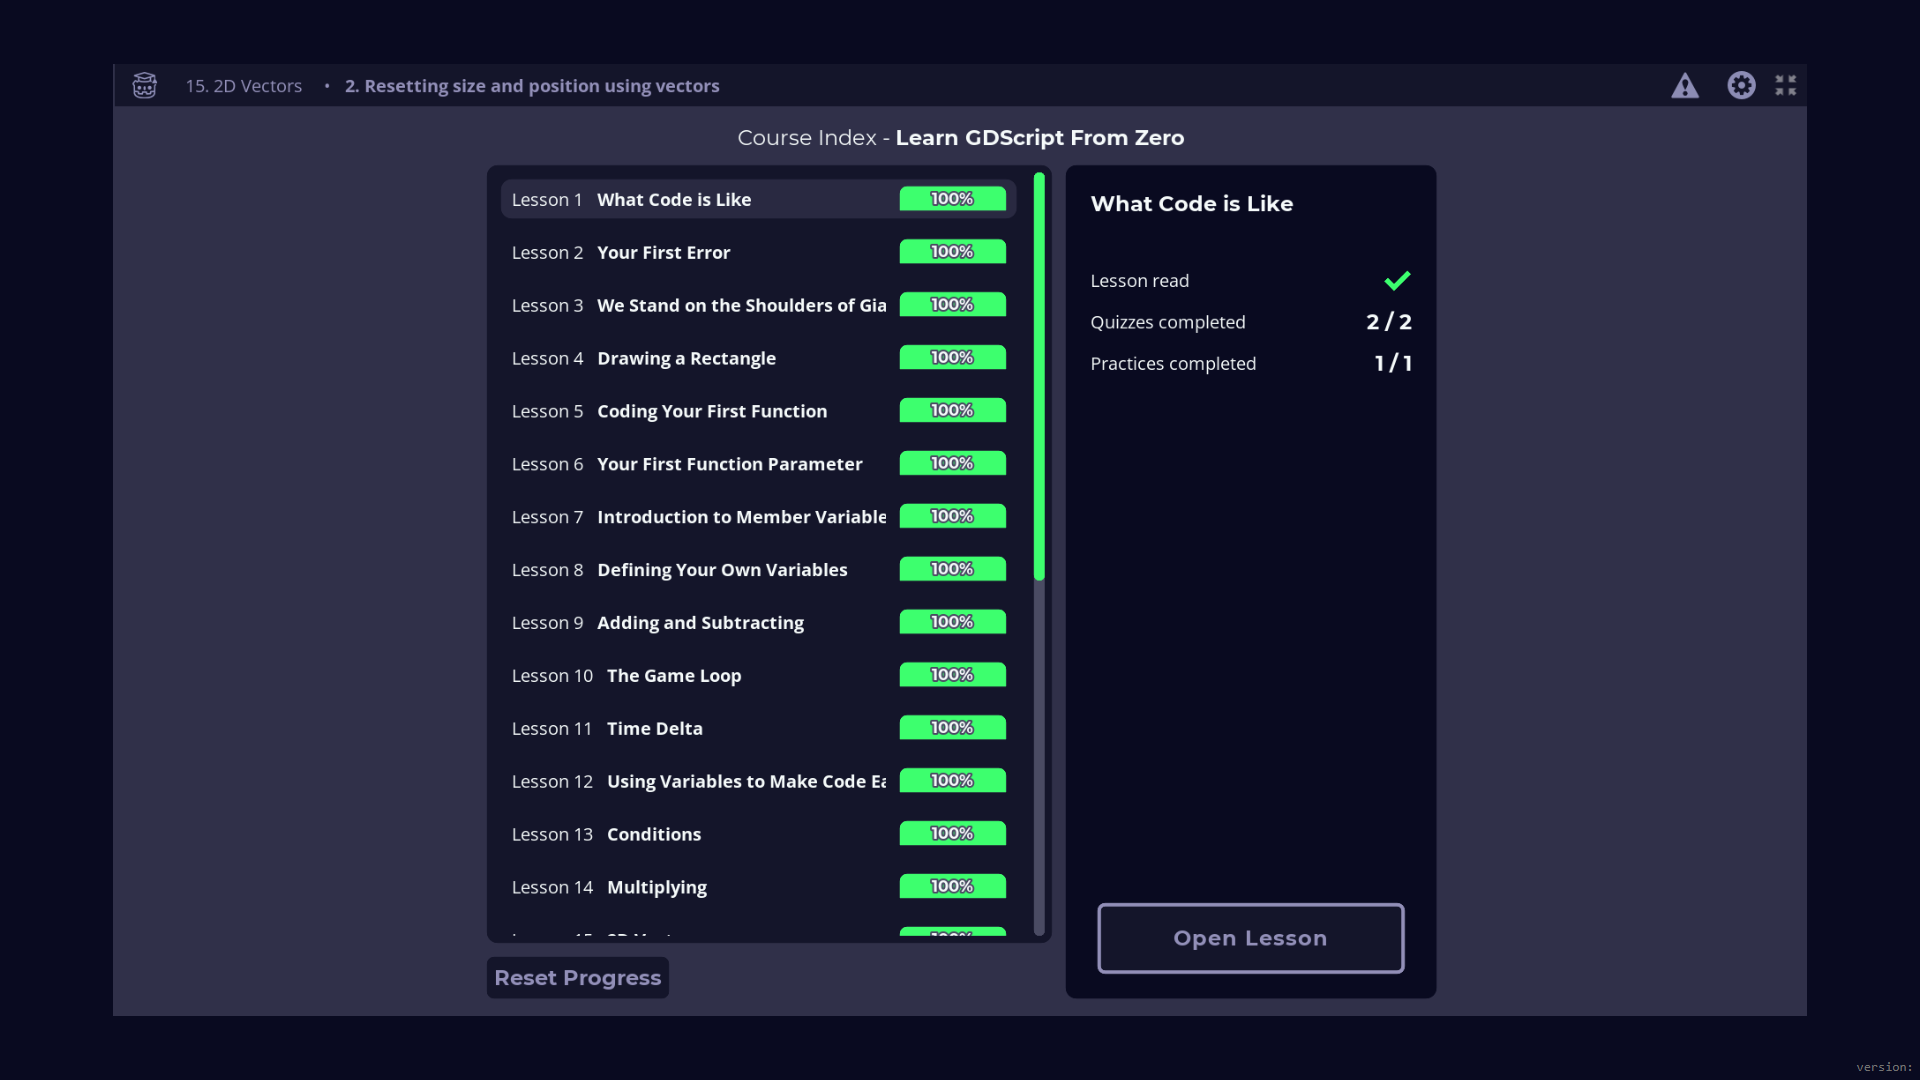 15. 2D Vectors • 2. Resetting size and position using vectors
Course Index - Learn GDScript From Zero
Lesson 1 What Code is Like 100%
Lesson 2 Your First Error 100%
Lesson 3 We Stand on the Shoulders of Gia 100%
Lesson 4 Drawing a Rectangle 100%
Lesson 5 Coding Your First Function 100%
Lesson 6 Your First Function Parameter 100%
Lesson 7 Introduction to Member Variable 100%
Lesson 8 Defining Your Own Variables 100%
Lesson 9 Adding and Subtracting 100%
Lesson 10 The Game Loop 100%
Lesson 11 Time Delta 100%
Lesson 12 Using Variables to Make Code Ea 100%
Lesson 13 Conditions 100%
Lesson 14 Multiplying 100%
Reset Progress
What Code is Like
Lesson read
Quizzes completed 2 / 2
Practices completed 1 / 1
Open Lesson
version: